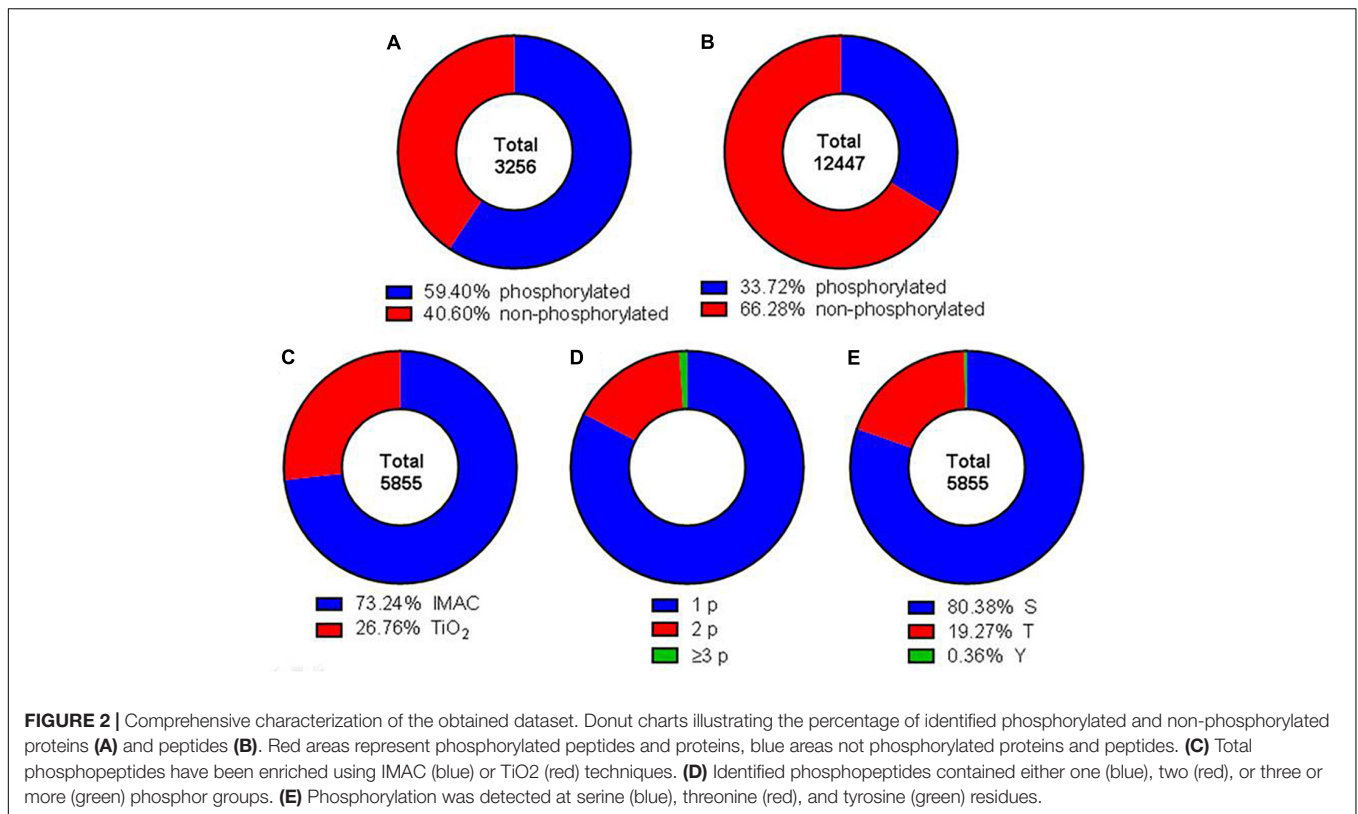 A
B
Total
3256
Total
12447
59.40% phosphorylated
40.60% non-phosphorylated
33.72% phosphorylated
66.28% non-phosphorylated
C
D
E
Total
5855
Total
5855
73.24% IMAC
26.76% TiO2
1 p
2 p
≥3 p
80.38% S
19.27% T
0.36% Y
FIGURE 2 | Comprehensive characterization of the obtained dataset. Donut charts illustrating the percentage of identified phosphorylated and non-phosphorylated
proteins (A) and peptides (B). Red areas represent phosphorylated peptides and proteins, blue areas not phosphorylated proteins and peptides. (C) Total
phosphopeptides have been enriched using IMAC (blue) or TiO2 (red) techniques. (D) Identified phosphopeptides contained either one (blue), two (red), or three or
more (green) phosphor groups. (E) Phosphorylation was detected at serine (blue), threonine (red), and tyrosine (green) residues.